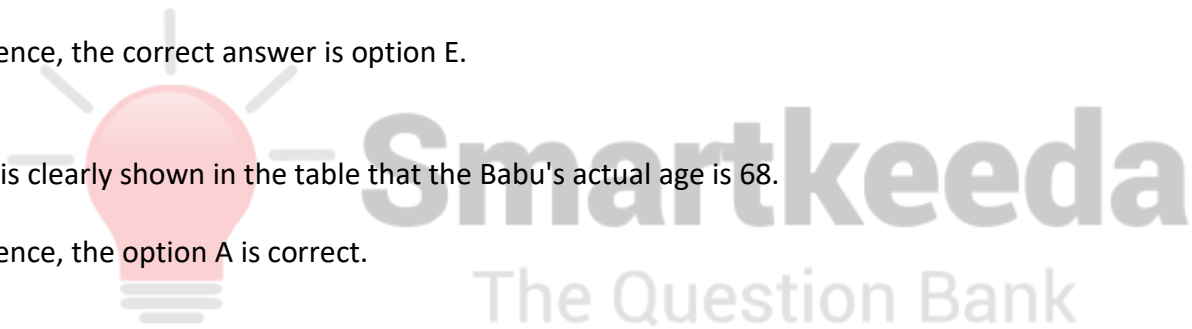 ence, the correct answer is option E.
is clearly shown in the table that the Babu's actual age is 68.
ence, the option A is correct.
Smartkeeda
The Question Bank